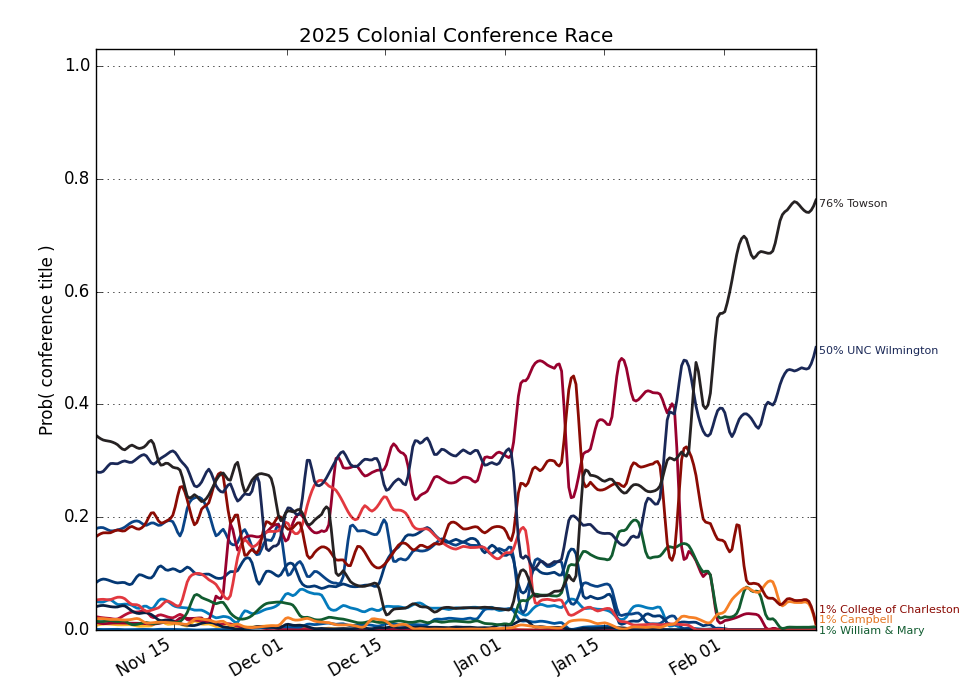 2025 Colonial Conference Race
Prob( conference title )
1.0
0.8
0.6
0.4
0.2
0.0
Nov 15
Dec 01
Dec 15
Jan 01
Jan 15
Feb 01
76% Towson
50% UNC Wilmington
1% College of Charleston
1% Campbell
1% William & Mary